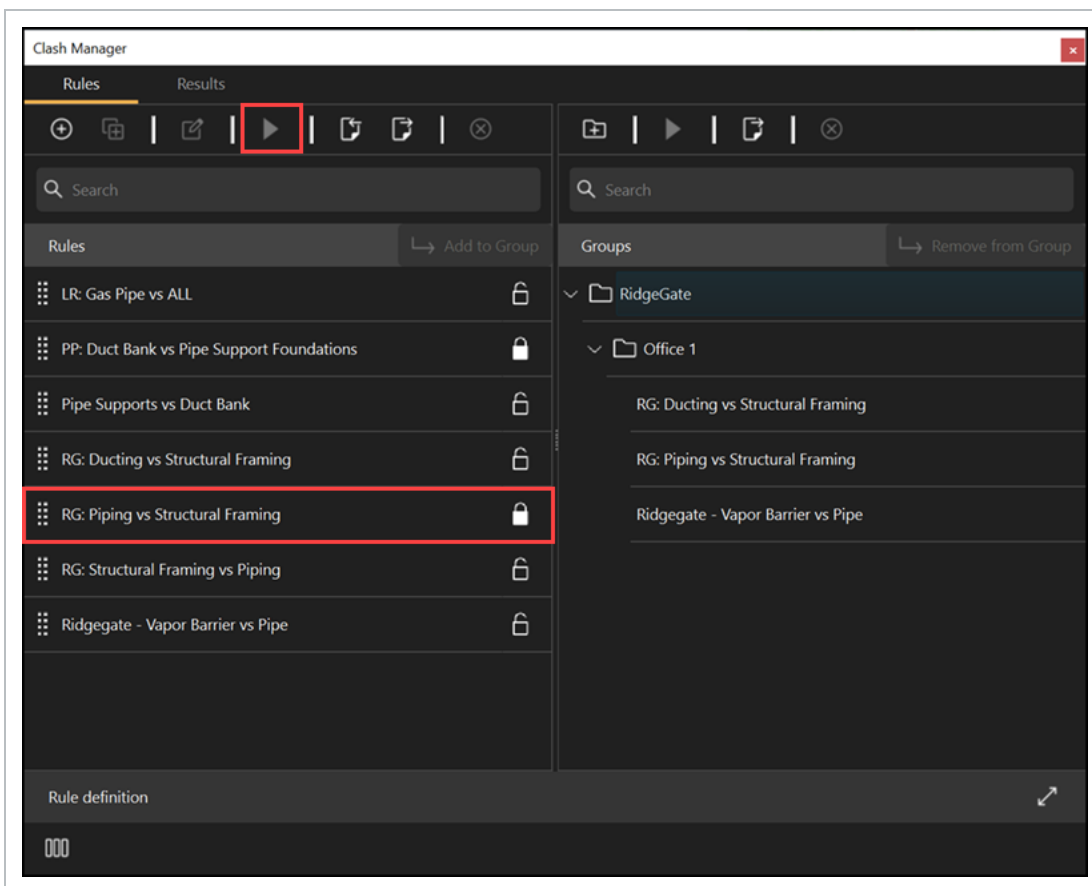 Clash Manager
Rules
Results
Search
Search
Rules
Add to Group
Groups
Remove from Group
LR: Gas Pipe vs ALL
PP: Duct Bank vs Pipe Support Foundations
Pipe Supports vs Duct Bank
RG: Ducting vs Structural Framing
RG: Piping vs Structural Framing
RG: Structural Framing vs Piping
Ridgegate - Vapor Barrier vs Pipe
RidgeGate
Office 1
RG: Ducting vs Structural Framing
RG: Piping vs Structural Framing
Ridgegate - Vapor Barrier vs Pipe
Rule definition